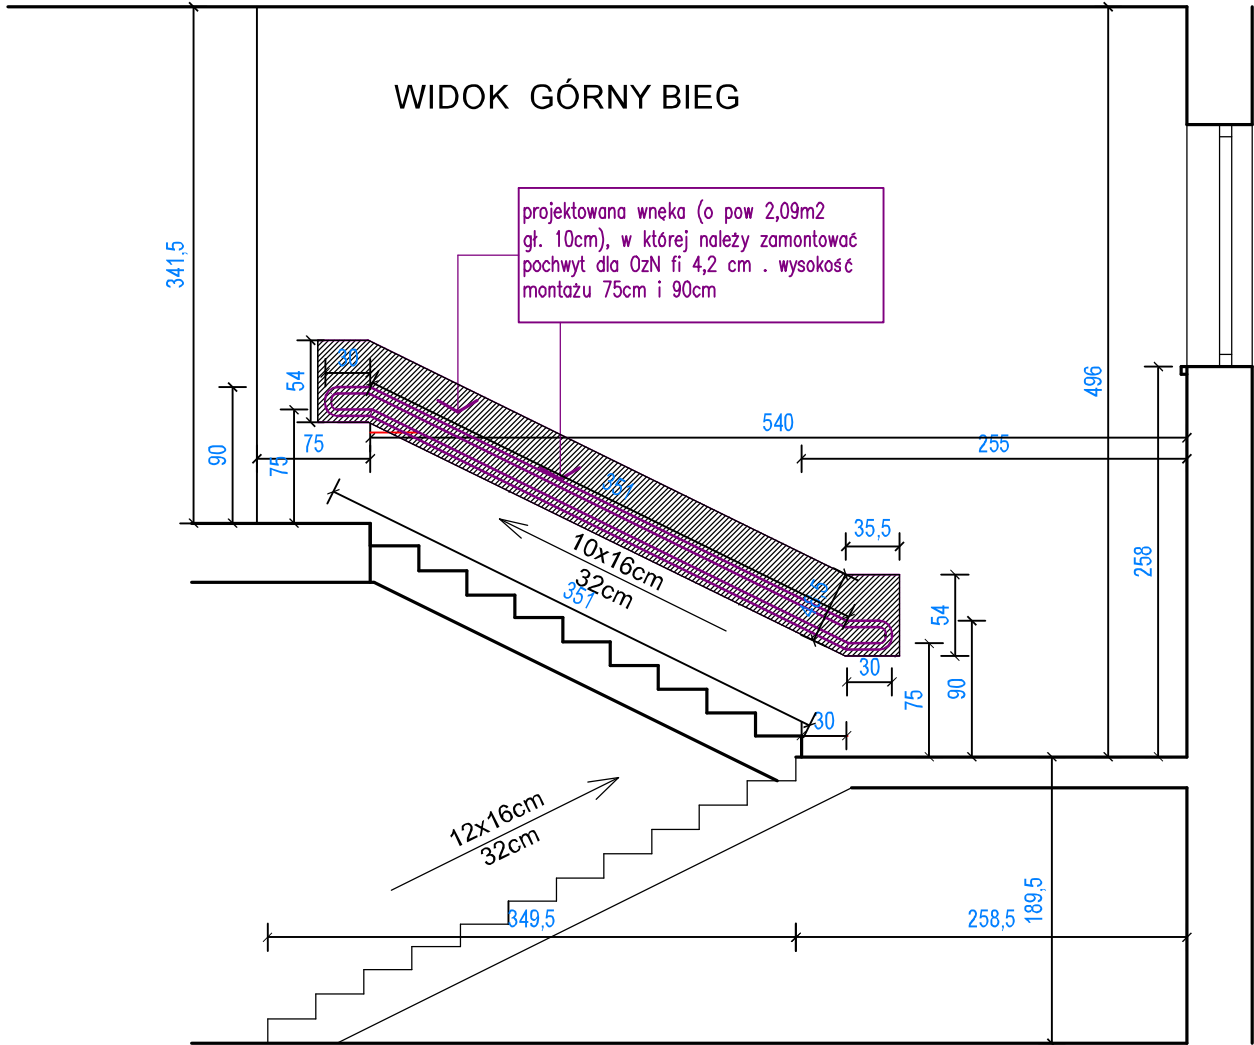 WIDOK GÓRNY BIEG
projektowana wnęka (o pow 2,09m2
gł. 10cm), w której należy zamontować
pochwyt dla OzN fi 4,2 cm . wysokość
montażu 75cm i 90cm
341,5
496
54
30
90
75
75
540
255
351
35,5
258
10x16cm
32cm
351
54
30
75
90
30
12x16cm
32cm
349,5
258,5
189,5